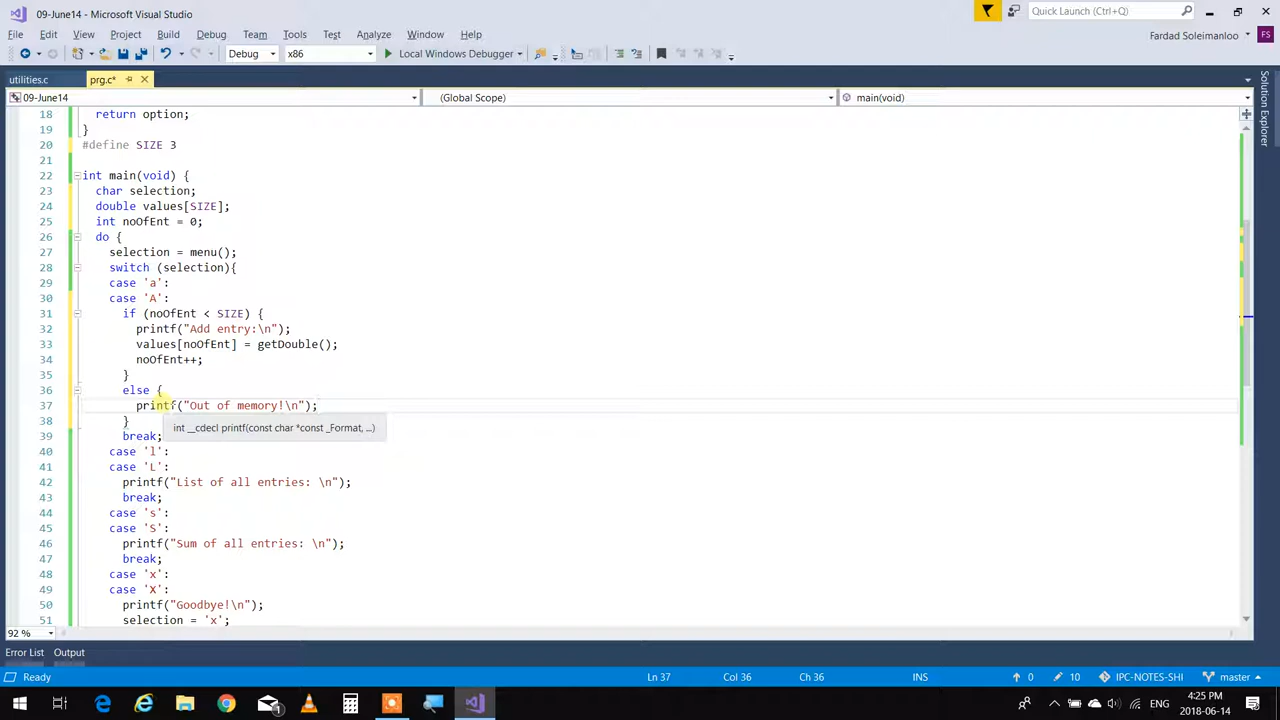 09-June14 - Microsoft Visual Studio
Quick Launch (Ctrl+Q)
File Edit View Project Build Debug Team Tools Test Analyze Window Help
Fardad Soleimanloo FS
Debug x86 Local Windows Debugger
utilities.c prg.c*
09-June14 (Global Scope) main(void)
18 return option;
19 }
20 #define SIZE 3
21
22 int main(void) {
23 char selection;
24 double values[SIZE];
25 int noOfEnt = 0;
26 do {
27 selection = menu();
28 switch (selection){
29 case 'a':
30 case 'A':
31 if (noOfEnt < SIZE) {
32 printf("Add entry:\n");
33 values[noOfEnt] = getDouble();
34 noOfEnt++;
35 }
36 else {
37 printf("Out of memory!\n");
38 }
int __cdecl printf(const char *const _Format, ...)
39 break;
40 case 'l':
41 case 'L':
42 printf("List of all entries: \n");
43 break;
44 case 's':
45 case 'S':
46 printf("Sum of all entries: \n");
47 break;
48 case 'x':
49 case 'X':
50 printf("Goodbye!\n");
51 selection = 'x';
92 %
Error List Output
Ready Ln 37 Col 36 Ch 36 INS 0 10 IPC-NOTES-SHI master
1 ENG 4:25 PM
2018-06-14
Solution Explorer